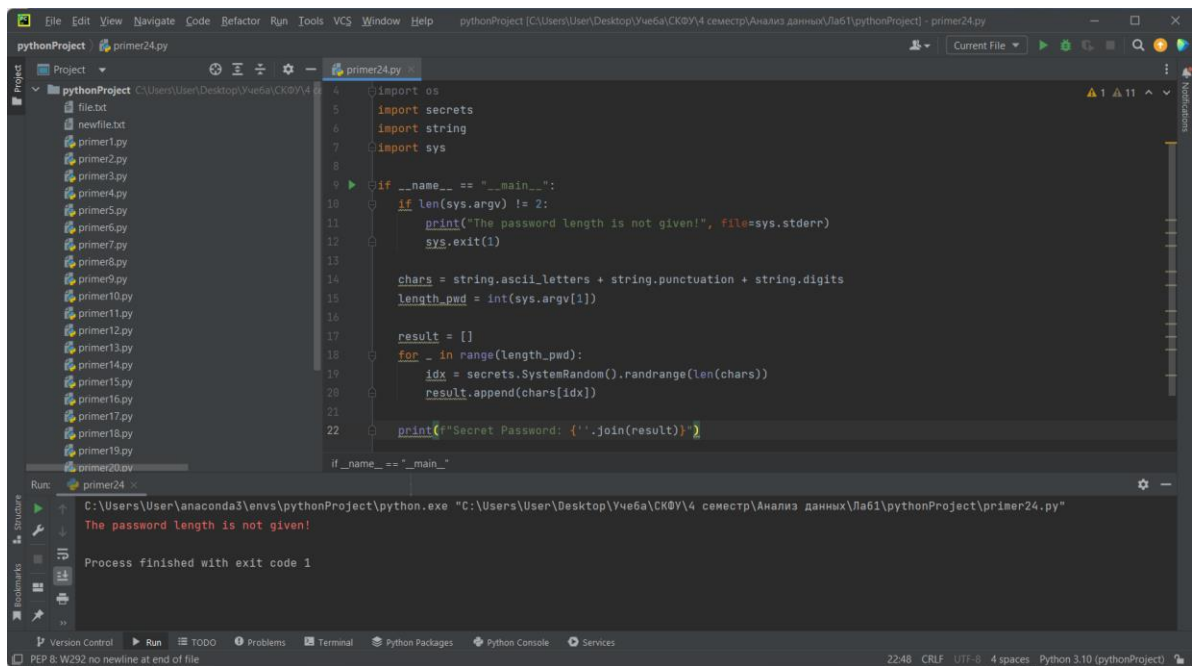 File Edit View Navigate Code Refactor Run Tools VCS Window Help pythonProject [C:\Users\User\Desktop\Учеба\СКФУ\4 семестр\Анализ данных\Лаб1\pythonProject] - primer24.py
pythonProject primer24.py Current File
Project
pythonProject C:\Users\User\Desktop\Учеба\СКФУ\4 се
file.txt
newfile.txt
primer1.py
primer2.py
primer3.py
primer4.py
primer5.py
primer6.py
primer7.py
primer8.py
primer9.py
primer10.py
primer11.py
primer12.py
primer13.py
primer14.py
primer15.py
primer16.py
primer17.py
primer18.py
primer19.py
primer20.py
primer24.py
1 11
4 import os
5 import secrets
6 import string
7 import sys
8
9 if __name__ == "__main__":
10 if len(sys.argv) != 2:
11 print("The password length is not given!", file=sys.stderr)
12 sys.exit(1)
13
14 chars = string.ascii_letters + string.punctuation + string.digits
15 length_pwd = int(sys.argv[1])
16
17 result = []
18 for _ in range(length_pwd):
19 idx = secrets.SystemRandom().randrange(len(chars))
20 result.append(chars[idx])
21
22 print(f"Secret Password: {''.join(result)}")
if __name__ == "__main__"
Project
Notifications
Structure
Bookmarks
Run: primer24
C:\Users\User\anaconda3\envs\pythonProject\python.exe "C:\Users\User\Desktop\Учеба\СКФУ\4 семестр\Анализ данных\Лаб1\pythonProject\primer24.py"
The password length is not given!
Process finished with exit code 1
Version Control Run TODO Problems Terminal Python Packages Python Console Services
PEP 8: W292 no newline at end of file 22:48 CRLF UTF-8 4 spaces Python 3.10 (pythonProject)